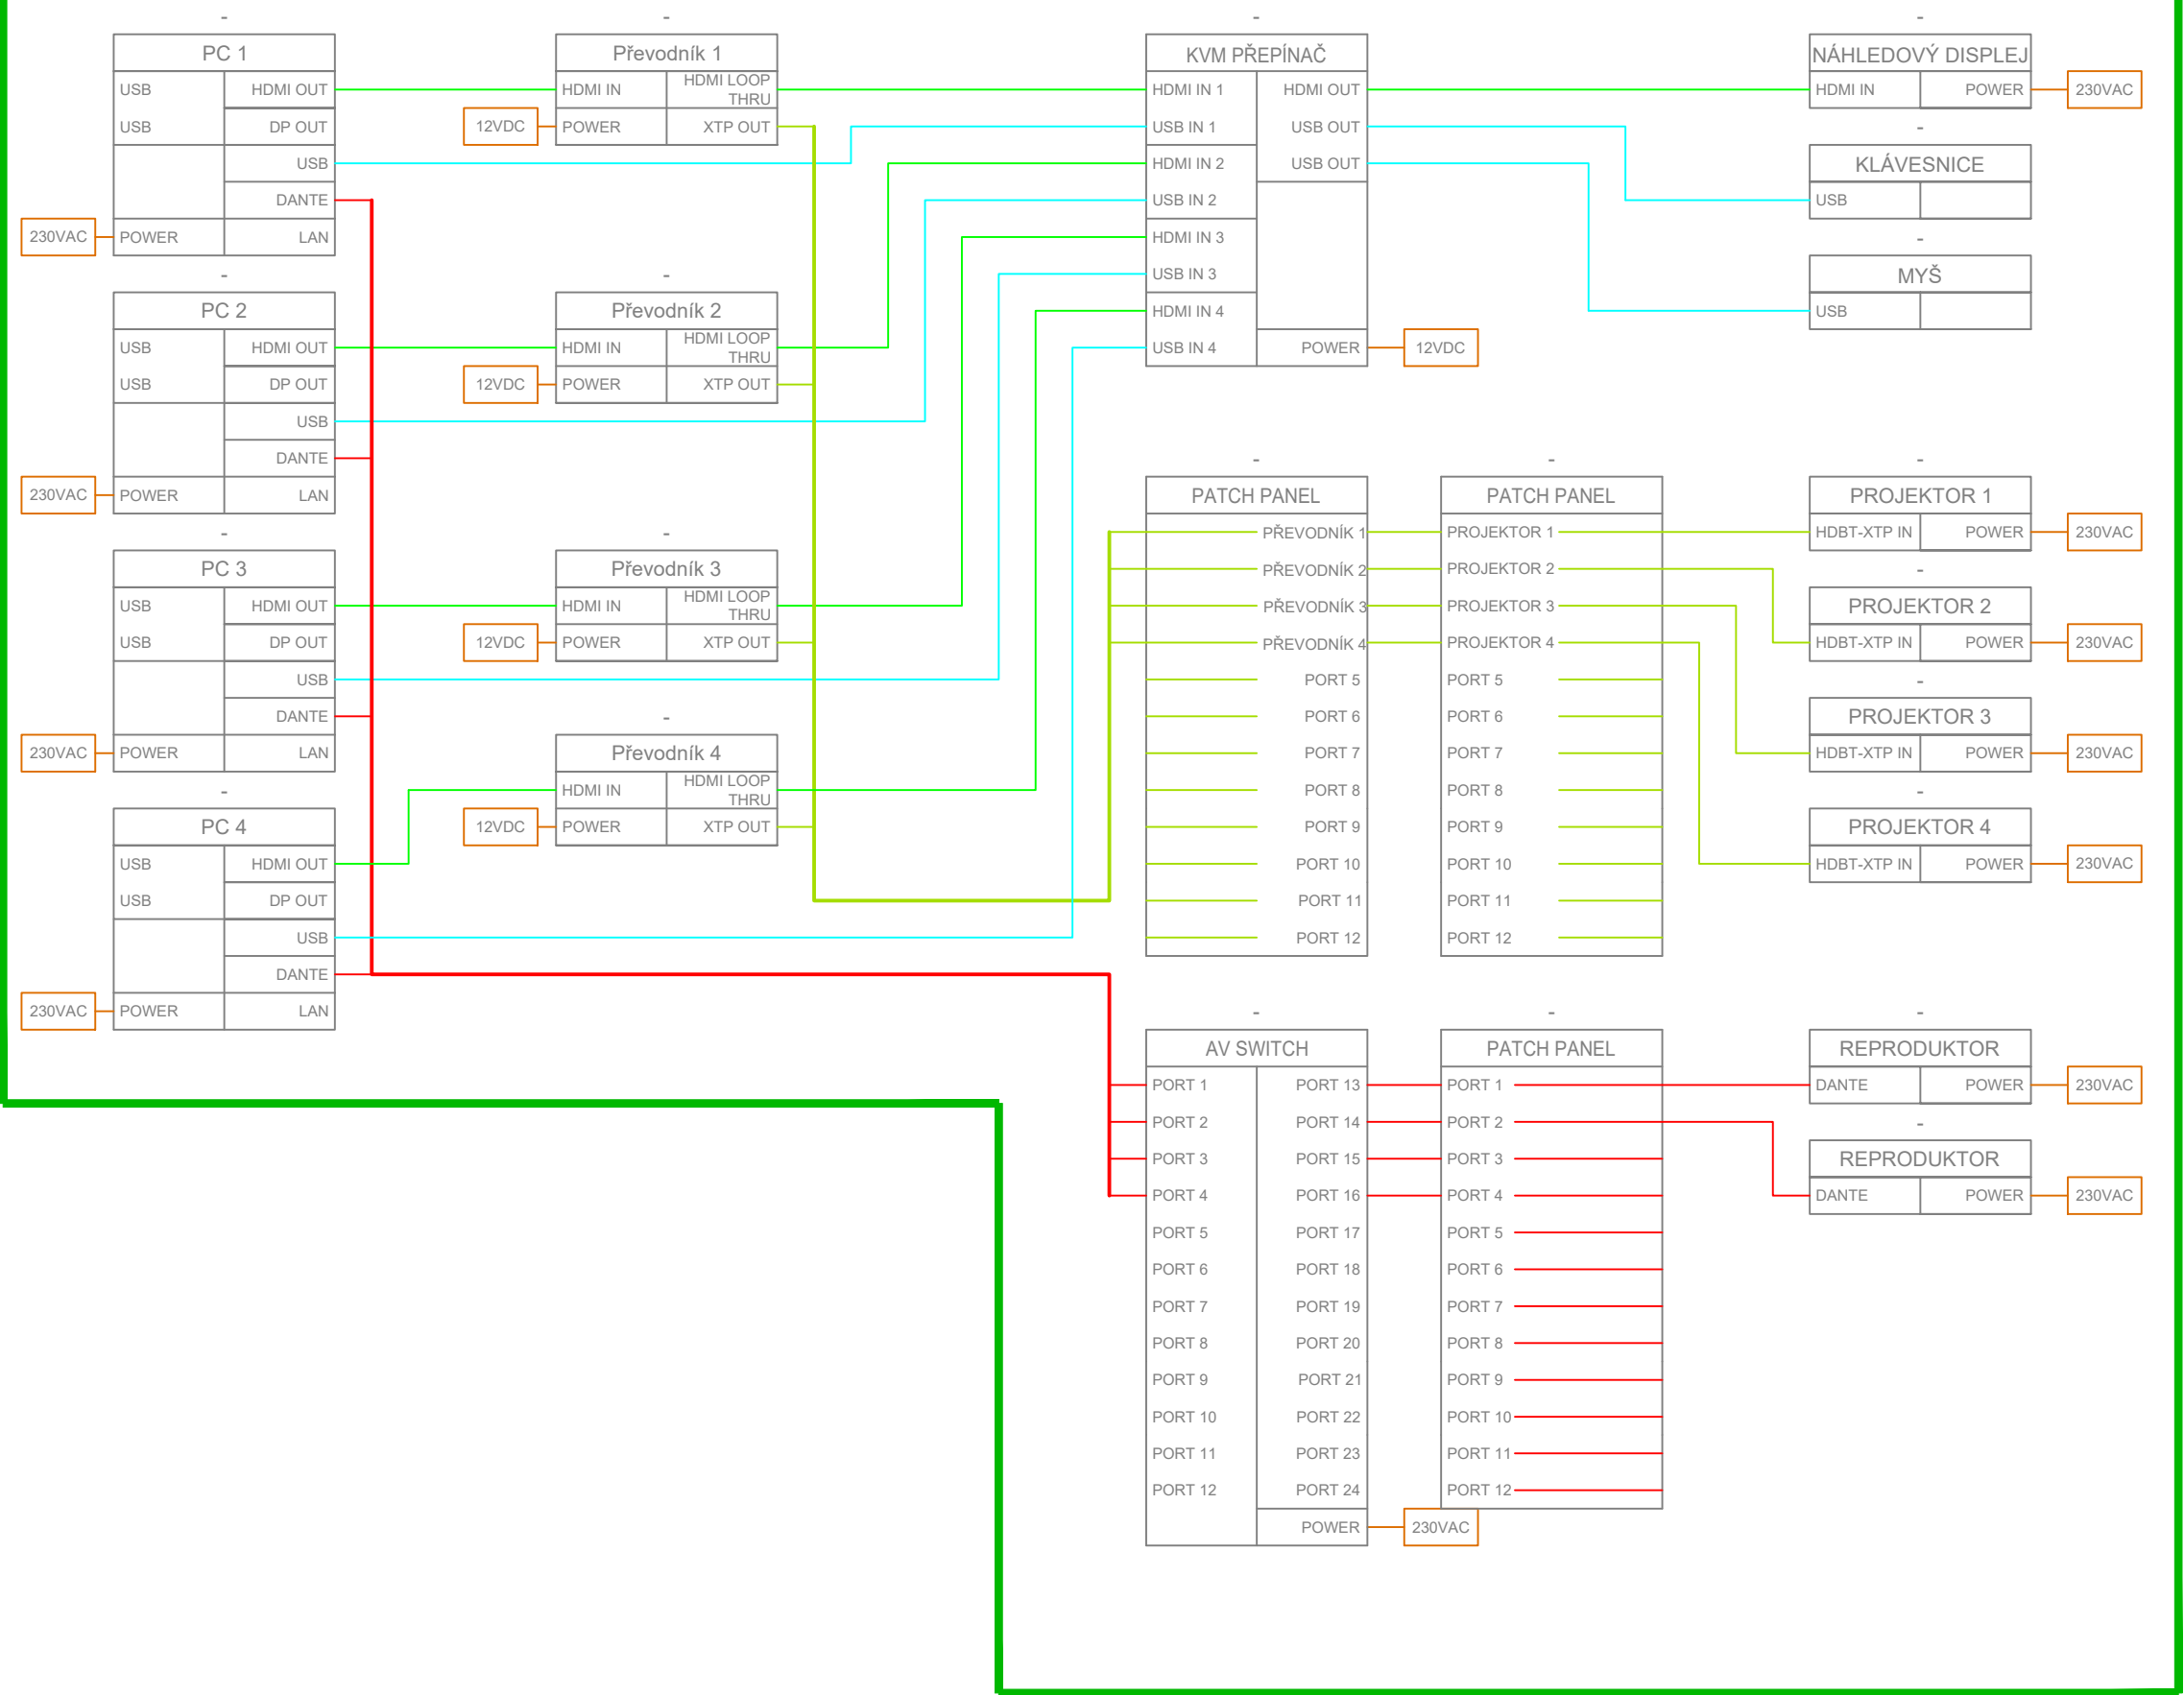 -
PC 1
USB HDMI OUT
USB DP OUT
USB
DANTE
230VAC POWER LAN
-
PC 2
USB HDMI OUT
USB DP OUT
USB
DANTE
230VAC POWER LAN
-
PC 3
USB HDMI OUT
USB DP OUT
USB
DANTE
230VAC POWER LAN
-
PC 4
USB HDMI OUT
USB DP OUT
USB
DANTE
230VAC POWER LAN
-
Převodník 1
HDMI IN HDMI LOOP
THRU
12VDC POWER XTP OUT
-
Převodník 2
HDMI IN HDMI LOOP
THRU
12VDC POWER XTP OUT
-
Převodník 3
HDMI IN HDMI LOOP
THRU
12VDC POWER XTP OUT
-
Převodník 4
HDMI IN HDMI LOOP
THRU
12VDC POWER XTP OUT
-
KVM PŘEPÍNAČ
HDMI IN 1 HDMI OUT
USB IN 1 USB OUT
HDMI IN 2 USB OUT
USB IN 2
HDMI IN 3
USB IN 3
HDMI IN 4
USB IN 4 POWER 12VDC
-
NÁHLEDOVÝ DISPLEJ
HDMI IN POWER 230VAC
-
KLÁVESNICE
USB
-
MYŠ
USB
-
PATCH PANEL
PŘEVODNÍK 1
PŘEVODNÍK 2
PŘEVODNÍK 3
PŘEVODNÍK 4
PORT 5
PORT 6
PORT 7
PORT 8
PORT 9
PORT 10
PORT 11
PORT 12
-
PATCH PANEL
PROJEKTOR 1
PROJEKTOR 2
PROJEKTOR 3
PROJEKTOR 4
PORT 5
PORT 6
PORT 7
PORT 8
PORT 9
PORT 10
PORT 11
PORT 12
-
PROJEKTOR 1
HDBT-XTP IN POWER 230VAC
-
PROJEKTOR 2
HDBT-XTP IN POWER 230VAC
-
PROJEKTOR 3
HDBT-XTP IN POWER 230VAC
-
PROJEKTOR 4
HDBT-XTP IN POWER 230VAC
-
AV SWITCH
PORT 1 PORT 13
PORT 2 PORT 14
PORT 3 PORT 15
PORT 4 PORT 16
PORT 5 PORT 17
PORT 6 PORT 18
PORT 7 PORT 19
PORT 8 PORT 20
PORT 9 PORT 21
PORT 10 PORT 22
PORT 11 PORT 23
PORT 12 PORT 24
POWER 230VAC
-
PATCH PANEL
PORT 1
PORT 2
PORT 3
PORT 4
PORT 5
PORT 6
PORT 7
PORT 8
PORT 9
PORT 10
PORT 11
PORT 12
-
REPRODUKTOR
DANTE POWER 230VAC
-
REPRODUKTOR
DANTE POWER 230VAC